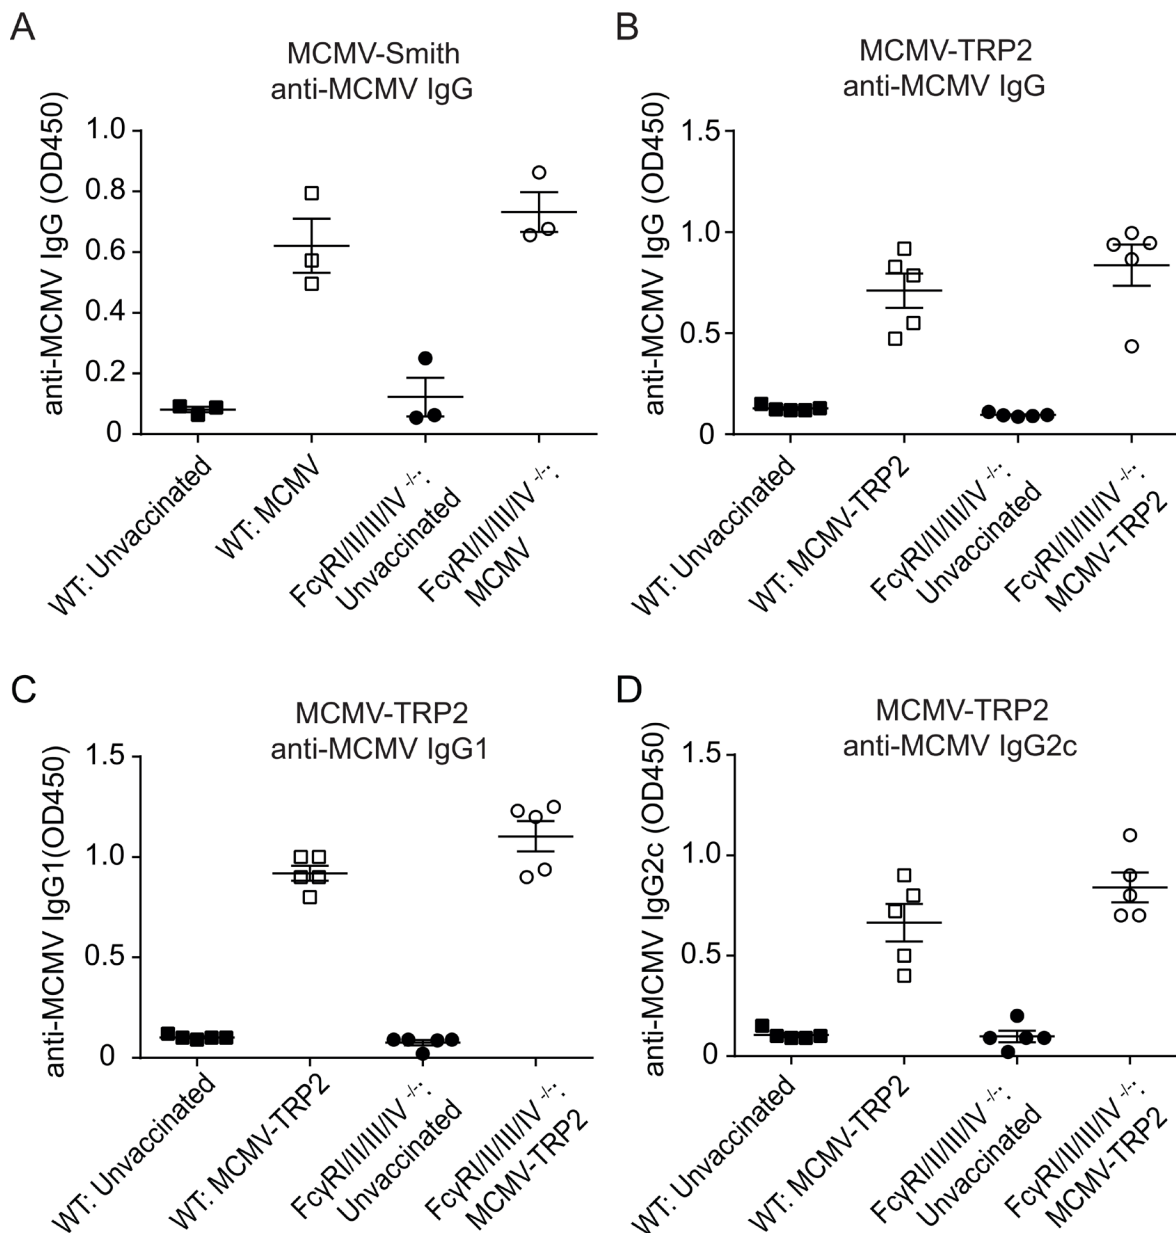 A
MCMV-Smith
anti-MCMV IgG
anti-MCMV IgG (OD450)
1.0
0.8
0.6
0.4
0.2
0
WT: Unvaccinated
WT: MCMV
FcγRI/II/III/IV -/-:
Unvaccinated
FcγRI/II/III/IV -/-:
MCMV
B
MCMV-TRP2
anti-MCMV IgG
anti-MCMV IgG (OD450)
1.5
1.0
0.5
0
WT: Unvaccinated
WT: MCMV-TRP2
FcγRI/II/III/IV -/-:
Unvaccinated
FcγRI/II/III/IV -/-:
MCMV-TRP2
C
MCMV-TRP2
anti-MCMV IgG1
anti-MCMV IgG1(OD450)
1.5
1.0
0.5
0
WT: Unvaccinated
WT: MCMV-TRP2
FcγRI/II/III/IV -/-:
Unvaccinated
FcγRI/II/III/IV -/-:
MCMV-TRP2
D
MCMV-TRP2
anti-MCMV IgG2c
anti-MCMV IgG2c (OD450)
1.5
1.0
0.5
0
WT: Unvaccinated
WT: MCMV-TRP2
FcγRI/II/III/IV -/-:
Unvaccinated
FcγRI/II/III/IV -/-:
MCMV-TRP2